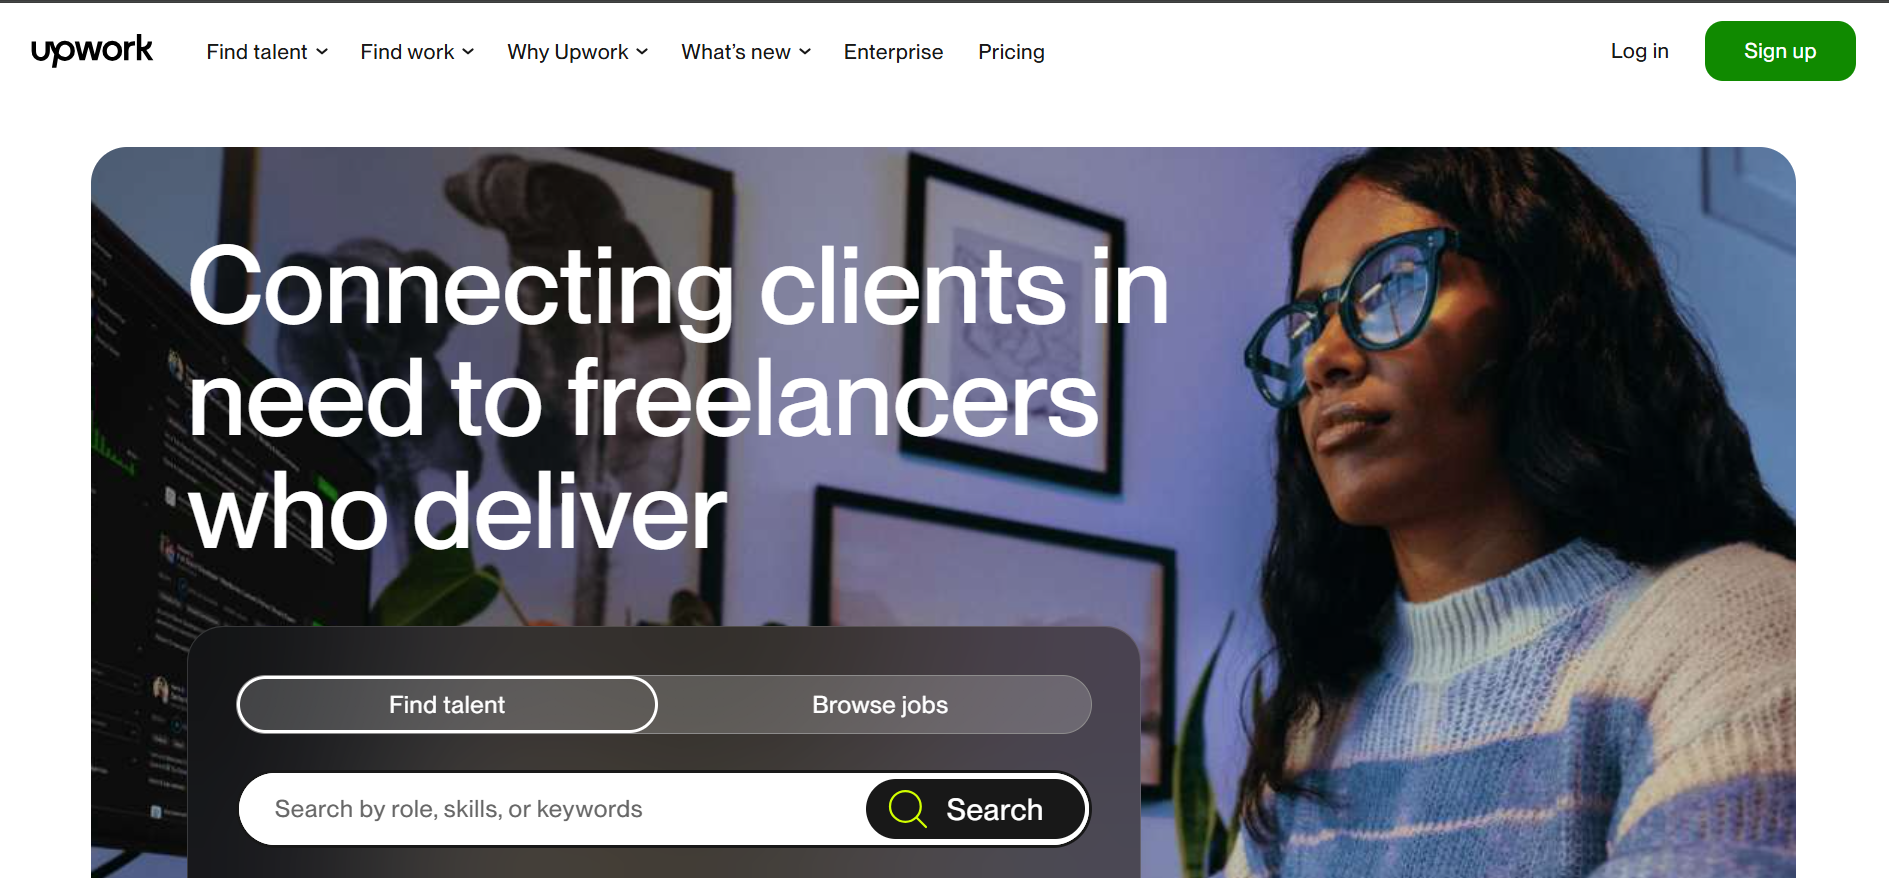 upwork
Find talent
Find work
Why Upwork
What’s new
Enterprise
Pricing
Log in
Sign up
Connecting clients in
need to freelancers
who deliver
Find talent
Browse jobs
Search by role, skills, or keywords
Search